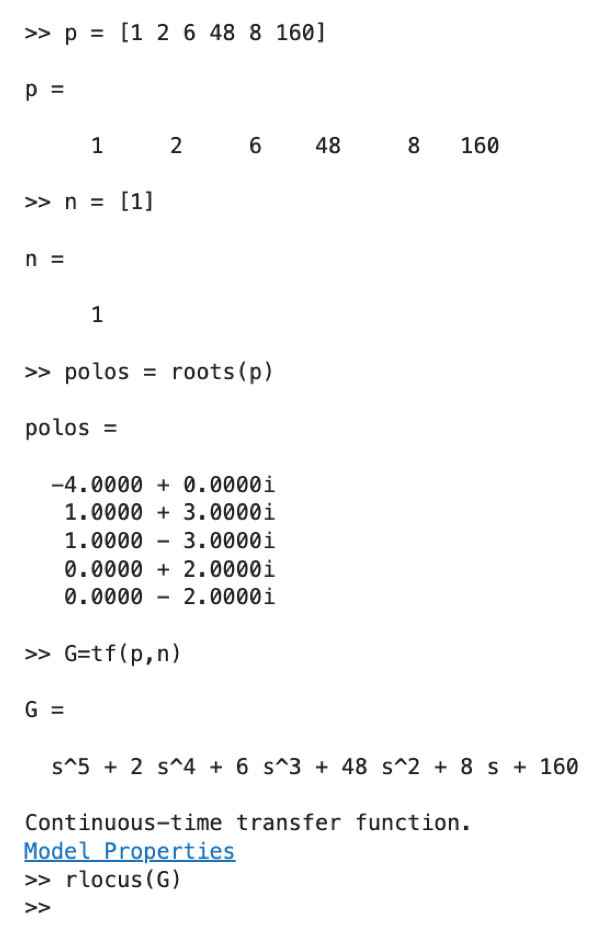 >> p = [1 2 6 48 8 160]
p =
1 2 6 48 8 160
>> n = [1]
n =
1
>> polos = roots(p)
polos =
−4.0000 + 0.0000i
1.0000 + 3.0000i
1.0000 − 3.0000i
0.0000 + 2.0000i
0.0000 − 2.0000i
>> G=tf(p,n)
G =
s^5 + 2 s^4 + 6 s^3 + 48 s^2 + 8 s + 160
Continuous−time transfer function.
Model Properties
>> rlocus(G)
>>